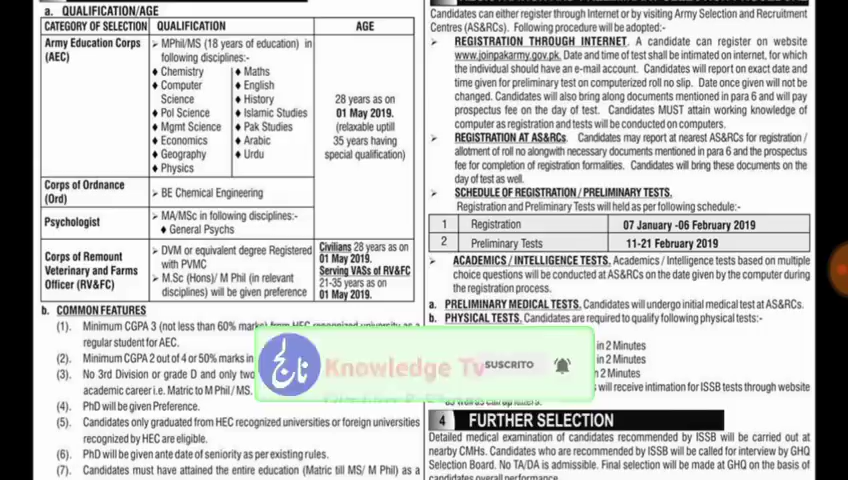 a. QUALIFICATION/AGE
CATEGORY OF SELECTION
QUALIFICATION
AGE
Army Education Corps
(AEC)
➢ MPhil/MS (18 years of education) in
following disciplines:-
♦ Chemistry
♦ Computer
Science
♦ Pol Science
♦ Mgmt Science
♦ Economics
♦ Geography
♦ Physics
♦ Maths
♦ English
♦ History
♦ Islamic Studies
♦ Pak Studies
♦ Arabic
♦ Urdu
28 years as on
01 May 2019.
(relaxable uptill
35 years having
special qualification)
Corps of Ordnance
(Ord)
➢ BE Chemical Engineering
Psychologist
➢ MA/MSc in following disciplines:-
♦ General Psychs
Corps of Remount
Veterinary and Farms
Officer (RV&FC)
➢ DVM or equivalent degree Registered
with PVMC
➢ M.Sc (Hons)/ M Phil (in relevant
disciplines) will be given preference
Civilians 28 years as on
01 May 2019.
Serving VASs of RV&FC
21-35 years as on
01 May 2019.
b. COMMON FEATURES
(1). Minimum CGPA 3 (not less than 60% marks) from HEC recognized university as a
regular student for AEC.
(2). Minimum CGPA 2 out of 4 or 50% marks in
(3). No 3rd Division or grade D and only two
academic career i.e. Matric to M Phil / MS.
(4). PhD will be given Preference.
(5). Candidates only graduated from HEC recognized universities or foreign universities
recognized by HEC are eligible.
(6). PhD will be given ante date of seniority as per existing rules.
(7). Candidates must have attained the entire education (Matric till MS/ M Phil) as a
Candidates can either register through Internet or by visiting Army Selection and Recruitment
Centres (AS&RCs). Following procedure will be adopted:-
➢ REGISTRATION THROUGH INTERNET. A candidate can register on website
www.joinpakarmy.gov.pk. Date and time of test shall be intimated on internet, for which
the individual should have an e-mail account. Candidates will report on exact date and
time given for preliminary test on computerized roll no slip. Date once given will not be
changed. Candidates will also bring along documents mentioned in para 6 and will pay
prospectus fee on the day of test. Candidates MUST attain working knowledge of
computer as registration and tests will be conducted on computers.
➢ REGISTRATION AT AS&RCs. Candidates may report at nearest AS&RCs for registration /
allotment of roll no alongwith necessary documents mentioned in para 6 and the prospectus
fee for completion of registration formalities. Candidates will bring these documents on the
day of test as well.
➢ SCHEDULE OF REGISTRATION / PRELIMINARY TESTS.
Registration and Preliminary Tests will held as per following schedule:-
1 Registration 07 January -06 February 2019
2 Preliminary Tests 11-21 February 2019
➢ ACADEMICS / INTELLIGENCE TESTS. Academics / Intelligence tests based on multiple
choice questions will be conducted at AS&RCs on the date given by the computer during
the registration process.
a. PRELIMINARY MEDICAL TESTS. Candidates will undergo initial medical test at AS&RCs.
b. PHYSICAL TESTS. Candidates are required to qualify following physical tests:-
in 2 Minutes
in 2 Minutes
n 2 Minutes
s will receive intimation for ISSB tests through website
as well as call up letters.
4 FURTHER SELECTION
Detailed medical examination of candidates recommended by ISSB will be carried out at
nearby CMHs. Candidates who are recommended by ISSB will be called for interview by GHQ
Selection Board. No TA/DA is admissible. Final selection will be made at GHQ on the basis of
candidates overall performance.
Knowledge Tv
SUSCRITO